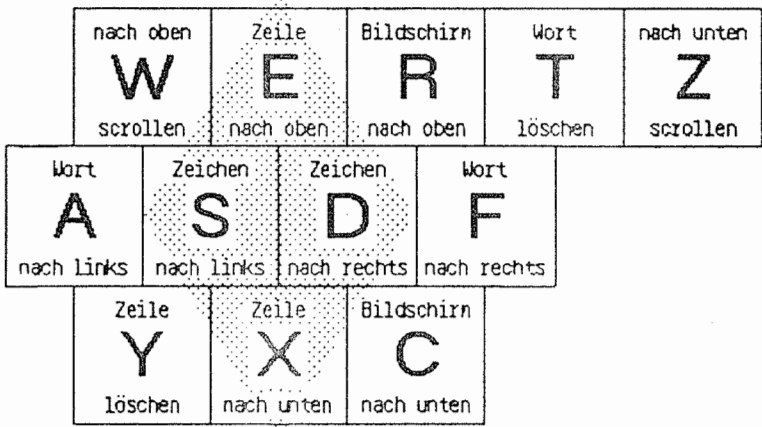 nach oben Zeile Bildschirm Wort nach unten
W E R T Z
scrollen nach oben nach oben löschen scrollen
Wort Zeichen Zeichen Wort
A S D F
nach links nach links nach rechts nach rechts
Zeile Zeile Bildschirm
Y X C
löschen nach unten nach unten